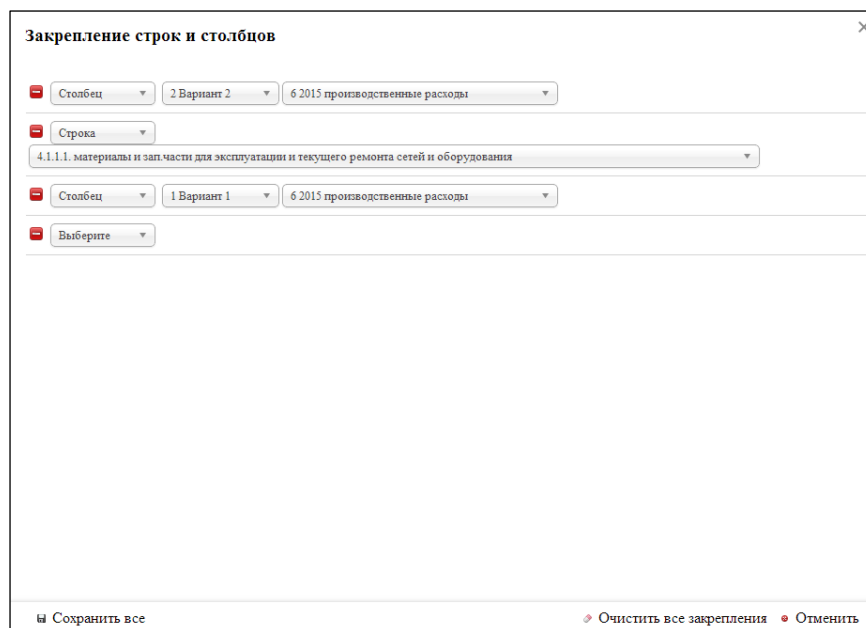 Закрепление строк и столбцов
Столбец 2 Вариант 2 6 2015 производственные расходы
Строка
4.1.1.1. материалы и зап.части для эксплуатации и текущего ремонта сетей и оборудования
Столбец 1 Вариант 1 6 2015 производственные расходы
Выберите
Сохранить все Очистить все закрепления Отменить